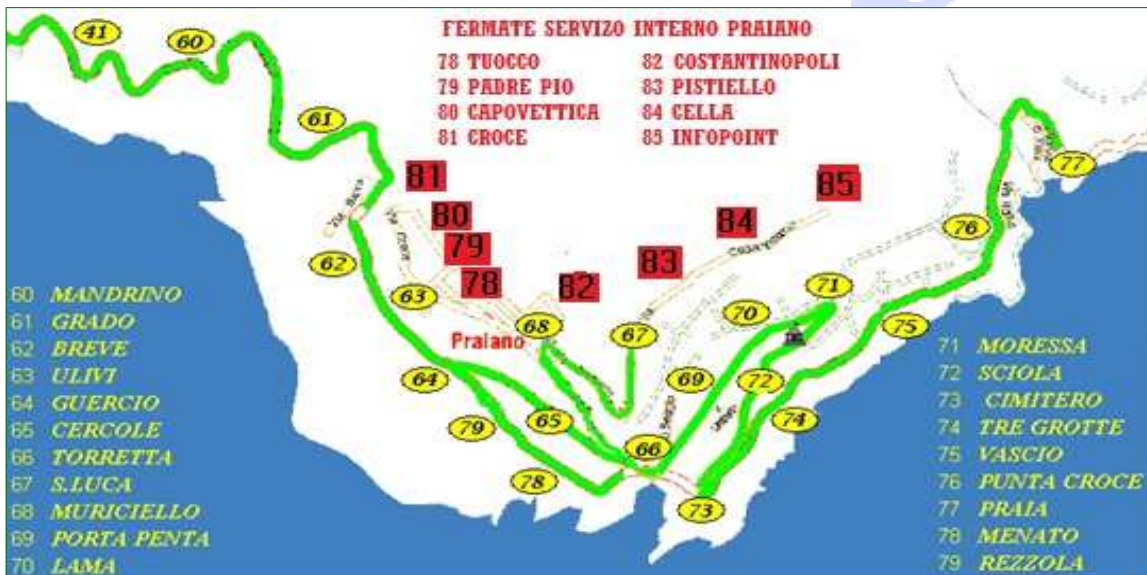 FERMATE SERVIZO INTERNO PRAIANO
78 TUOCCO
79 PADRE PIO
80 CAPOVETTICA
81 CROCE
82 COSTANTINOPOLI
83 PISTIELLO
84 CELLA
85 INFOPOINT
41
60
61
81
80
79
78
82
83
84
85
62
63
68
67
Praiano
64
65
66
79
78
69
70
71
72
73
74
75
76
77
60 MANDRINO
61 GRADO
62 BREVE
63 ULIVI
64 GUERCIO
65 CERCOLE
66 TORRETTA
67 S.LUCA
68 MURICIELLO
69 PORTA PENTA
70 LAMA
71 MORESSA
72 SCIOLA
73 CIMITERO
74 TRE GROTTE
75 VASCIO
76 PUNTA CROCE
77 PRAIA
78 MENATO
79 REZZOLA